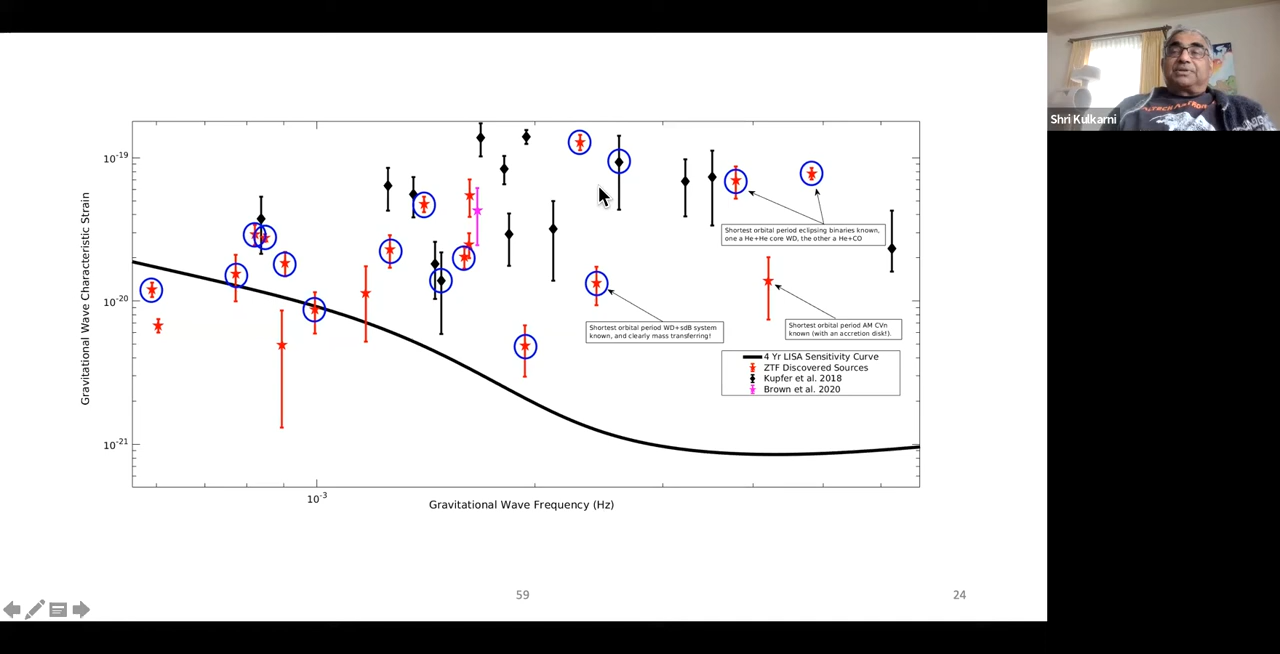 Shri Kulkarni
10-19
10-20
10-21
Gravitational Wave Characteristic Strain
Shortest orbital period eclipsing binaries known,
one a He+He core WD, the other a He+CO
Shortest orbital period WD+sdB system
known, and clearly mass transferring!
Shortest orbital period AM CVn
known (with an accretion disk!).
4 Yr LISA Sensitivity Curve
ZTF Discovered Sources
Kupfer et al. 2018
Brown et al. 2020
10-3
Gravitational Wave Frequency (Hz)
59
24